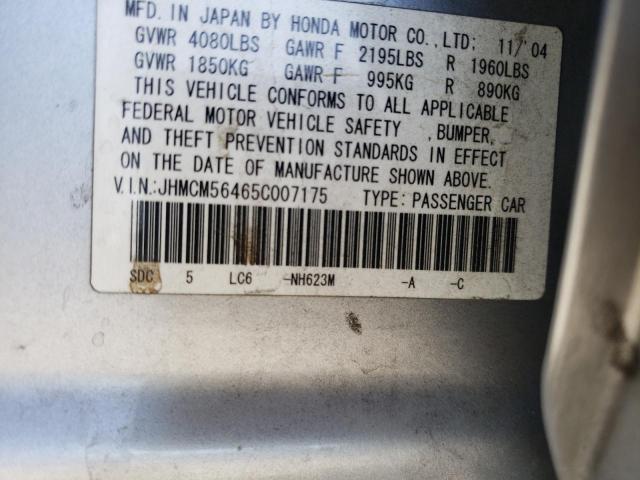 MFD. IN JAPAN BY HONDA MOTOR CO., LTD; 11/'04
GVWR 4080LBS GAWR F 2195LBS R 1960LBS
GVWR 1850KG GAWR F 995KG R 890KG
THIS VEHICLE CONFORMS TO ALL APPLICABLE
FEDERAL MOTOR VEHICLE SAFETY ,BUMPER,
AND THEFT PREVENTION STANDARDS IN EFFECT
ON THE DATE OF MANUFACTURE SHOWN ABOVE.
V.I.N.:JHMCM56465C007175 TYPE: PASSENGER CAR
SDC 5 LC6 -NH623M -A -C